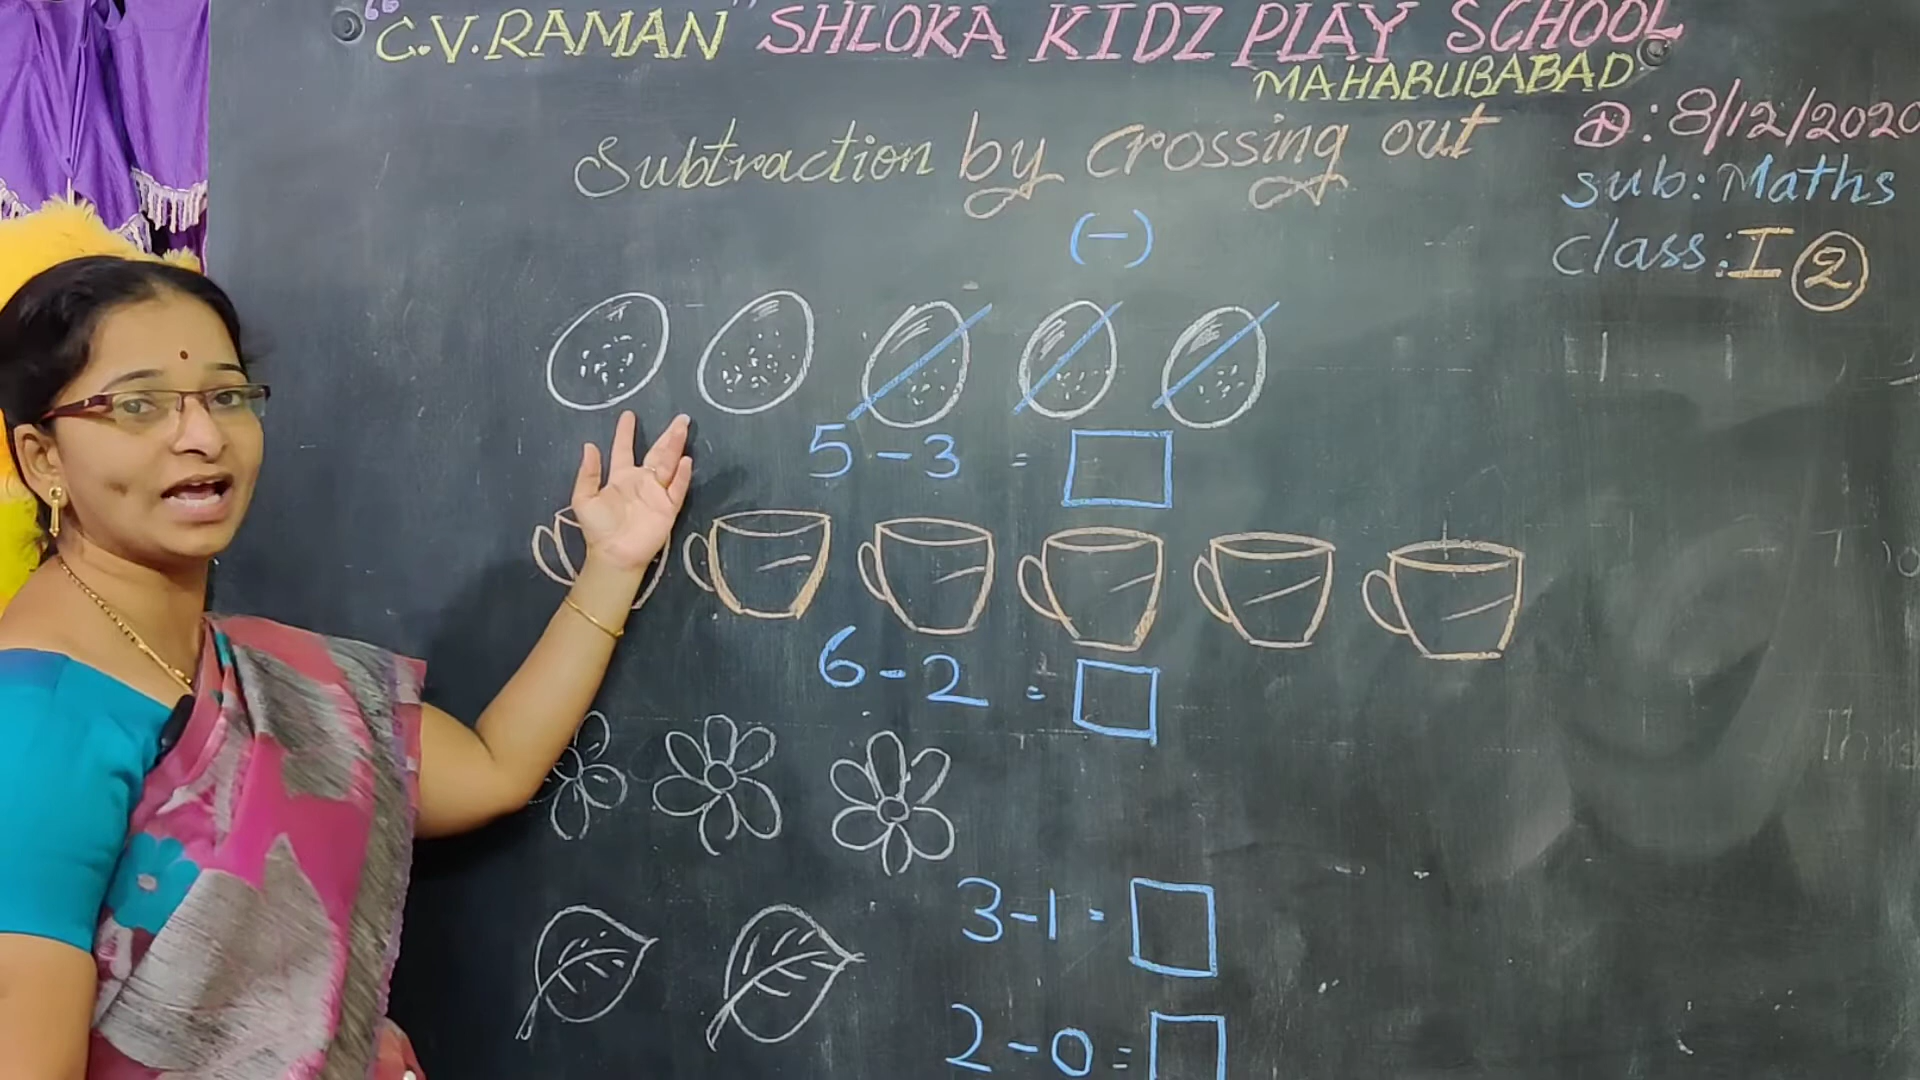 "C.V.RAMAN" SHLOKA KIDZ PLAY SCHOOL
MAHABUBABAD
D: 8/12/2020
Subtraction by crossing out
sub: Maths
(-)
class: I 2
5 - 3 =
6 - 2 =
3 - 1 =
2 - 0 =